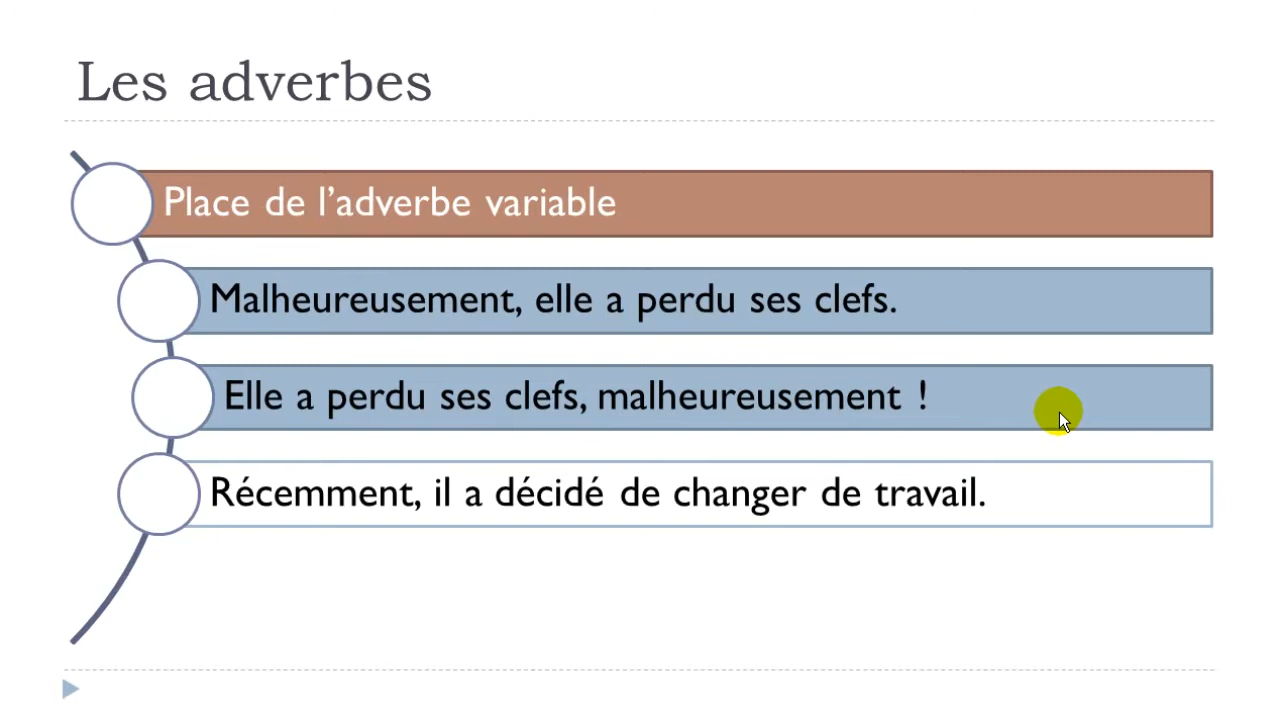 Les adverbes
Place de l’adverbe variable
Malheureusement, elle a perdu ses clefs.
Elle a perdu ses clefs, malheureusement !
Récemment, il a décidé de changer de travail.